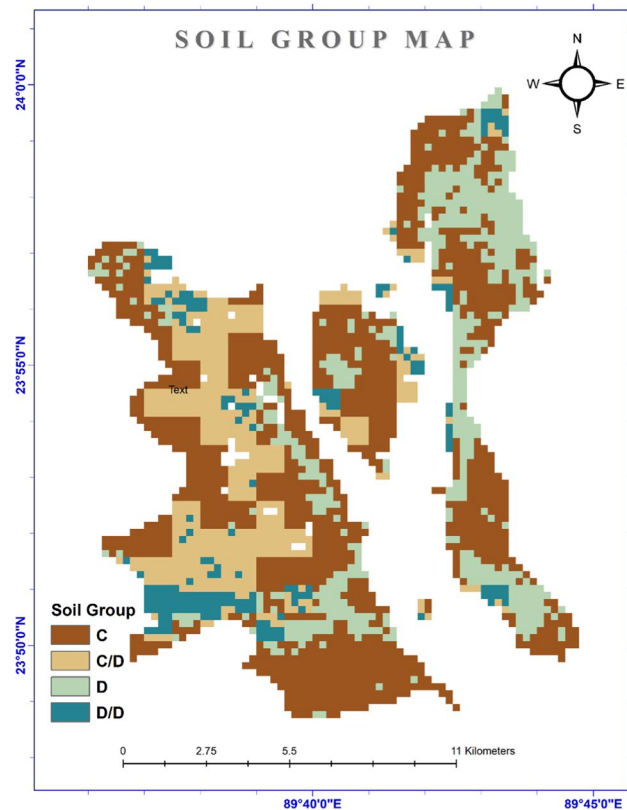 SOIL GROUP MAP
N
W E
S
24°0'0"N
23°55'0"N
Text
23°50'0"N
Soil Group
C
C/D
D
D/D
0 2.75 5.5 11 Kilometers
89°40'0"E 89°45'0"E